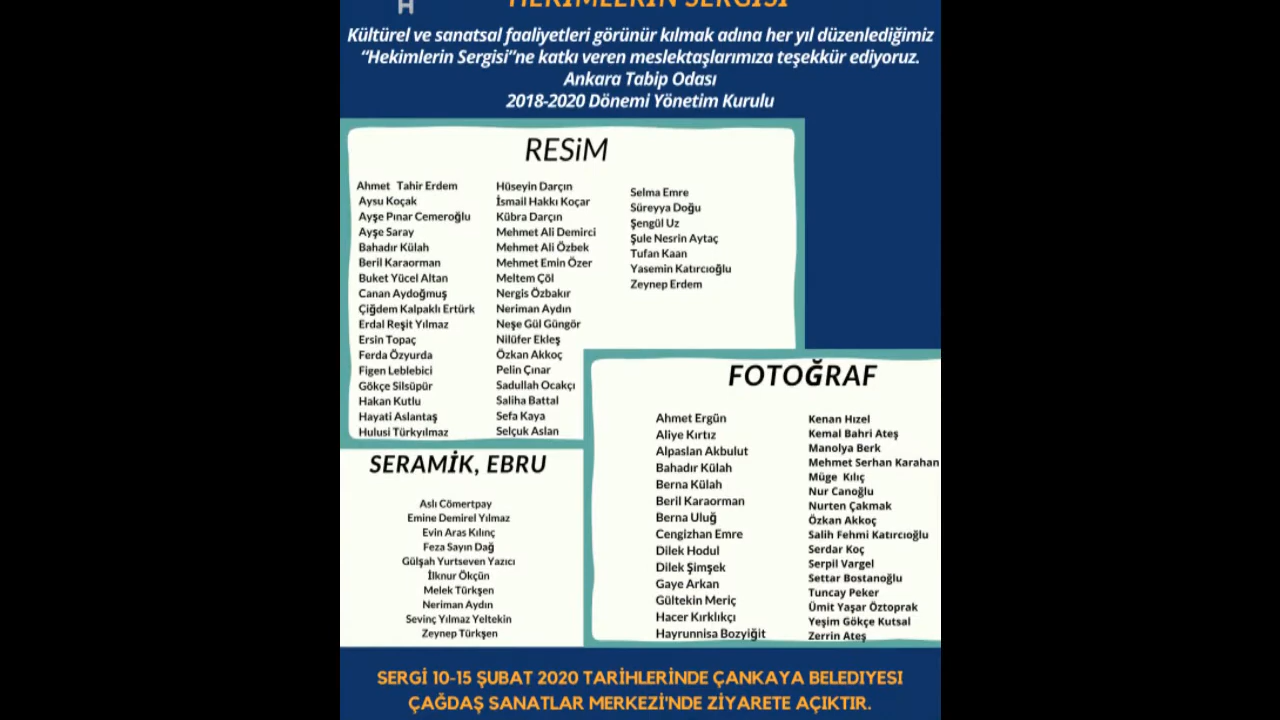 H
HEKİMLERİN SERGİSİ
Kültürel ve sanatsal faaliyetleri görünür kılmak adına her yıl düzenlediğimiz
“Hekimlerin Sergisi”ne katkı veren meslektaşlarımıza teşekkür ediyoruz.
Ankara Tabip Odası
2018-2020 Dönemi Yönetim Kurulu
RESiM
Ahmet Tahir Erdem
Aysu Koçak
Ayşe Pınar Cemeroğlu
Ayşe Saray
Bahadır Külah
Beril Karaorman
Buket Yücel Altan
Canan Aydoğmuş
Çiğdem Kalpaklı Ertürk
Erdal Reşit Yılmaz
Ersin Topaç
Ferda Özyurda
Figen Leblebici
Gökçe Silsüpür
Hakan Kutlu
Hayati Aslantaş
Hulusi Türkyılmaz
Hüseyin Darçın
İsmail Hakkı Koçar
Kübra Darçın
Mehmet Ali Demirci
Mehmet Ali Özbek
Mehmet Emin Özer
Meltem Çöl
Nergis Özbakır
Neriman Aydın
Neşe Gül Güngör
Nilüfer Ekleş
Özkan Akkoç
Pelin Çınar
Sadullah Ocakçı
Saliha Battal
Sefa Kaya
Selçuk Aslan
Selma Emre
Süreyya Doğu
Şengül Uz
Şule Nesrin Aytaç
Tufan Kaan
Yasemin Katırcıoğlu
Zeynep Erdem
FOTOĞRAF
Ahmet Ergün
Aliye Kırtız
Alpaslan Akbulut
Bahadır Külah
Berna Külah
Beril Karaorman
Berna Uluğ
Cengizhan Emre
Dilek Hodul
Dilek Şimşek
Gaye Arkan
Gültekin Meriç
Hacer Kırklıkçı
Hayrunnisa Bozyiğit
Kenan Hızel
Kemal Bahri Ateş
Manolya Berk
Mehmet Serhan Karahan
Müge Kılıç
Nur Canoğlu
Nurten Çakmak
Özkan Akkoç
Salih Fehmi Katırcıoğlu
Serdar Koç
Serpil Vargel
Settar Bostanoğlu
Tuncay Peker
Ümit Yaşar Öztoprak
Yeşim Gökçe Kutsal
Zerrin Ateş
SERAMİK, EBRU
Aslı Cömertpay
Emine Demirel Yılmaz
Evin Aras Kılınç
Feza Sayın Dağ
Gülşah Yurtseven Yazıcı
İlknur Ökçün
Melek Türkşen
Neriman Aydın
Sevinç Yılmaz Yeltekin
Zeynep Türkşen
SERGİ 10-15 ŞUBAT 2020 TARİHLERİNDE ÇANKAYA BELEDIYESI
ÇAĞDAŞ SANATLAR MERKEZİ'NDE ZİYARETE AÇIKTIR.